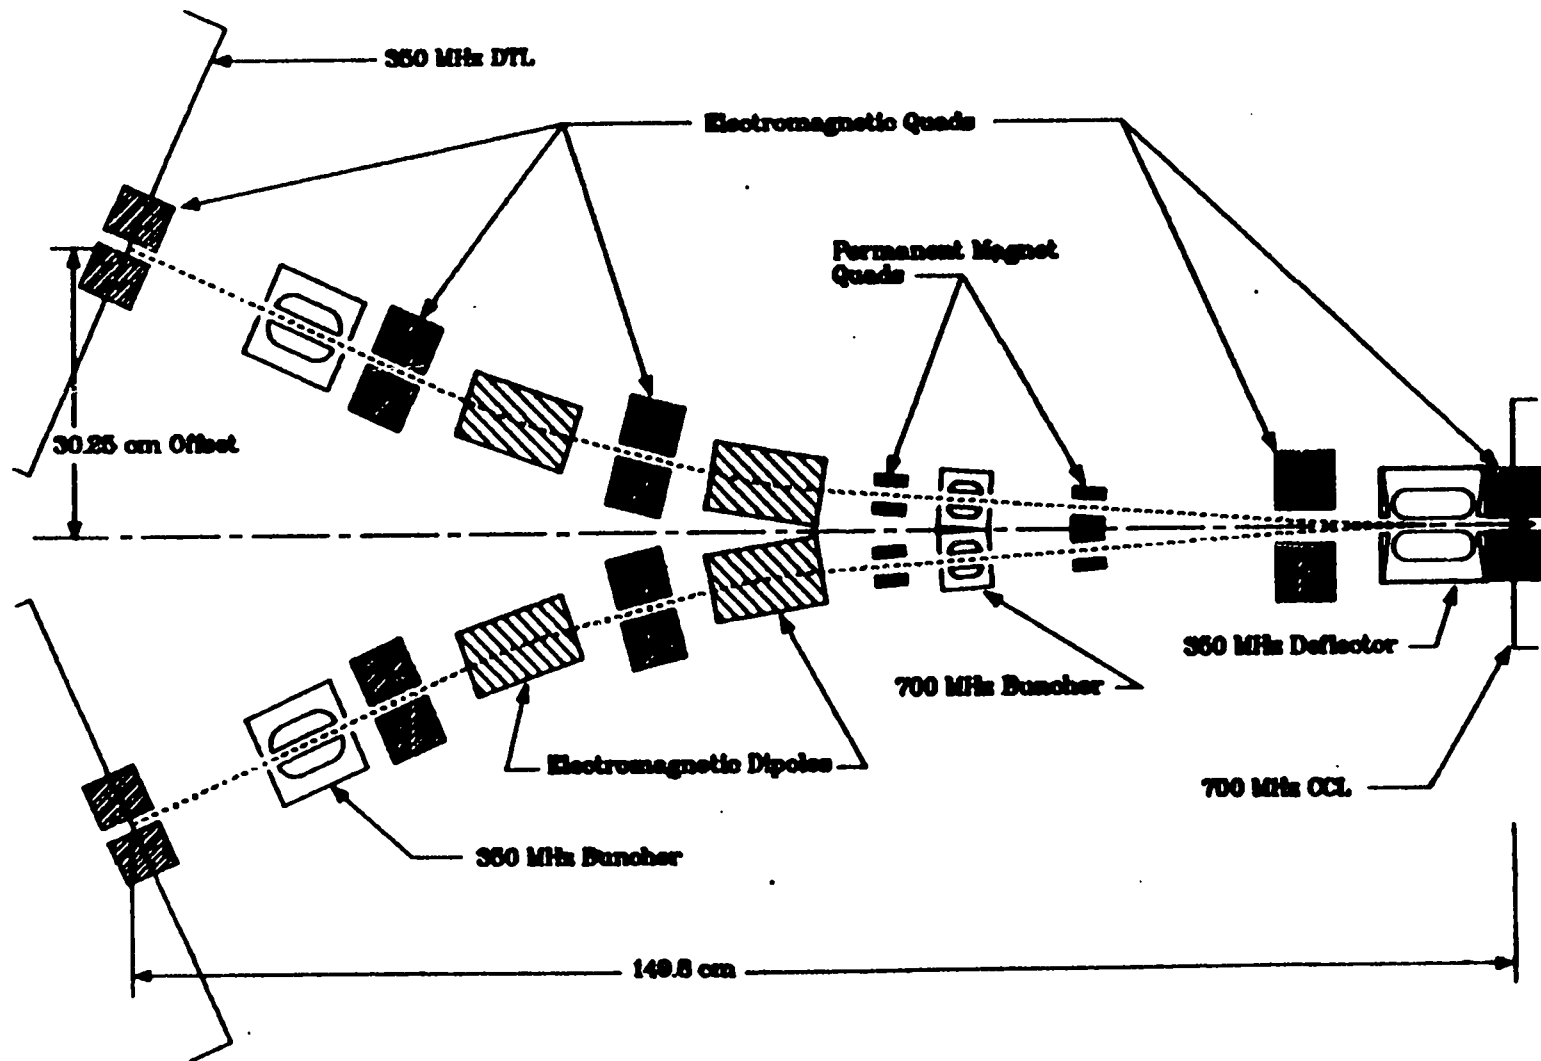 350 MHz DTL
Electromagnetic Quads
Permanent Magnet
Quads
30.25 cm Offset
350 MHz Deflector
700 MHz Buncher
Electromagnetic Dipoles
700 MHz CCL
350 MHz Buncher
149.8 cm